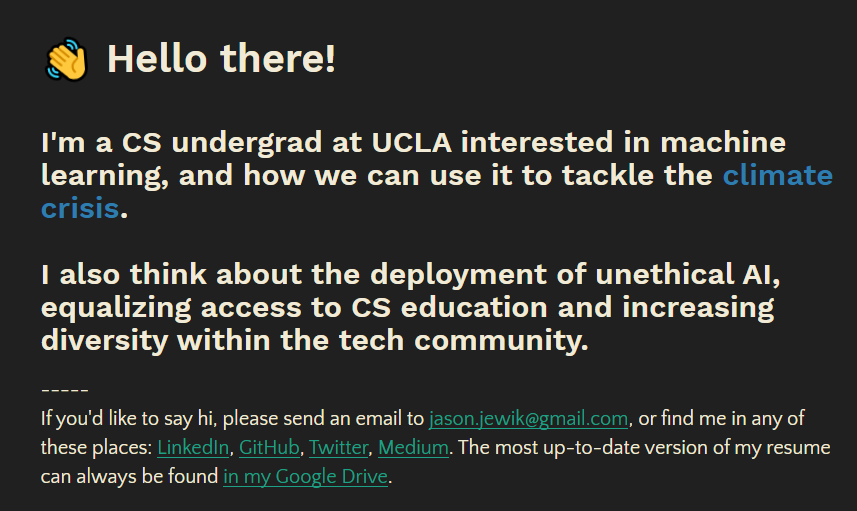 👋 Hello there!
I'm a CS undergrad at UCLA interested in machine
learning, and how we can use it to tackle the climate
crisis.
I also think about the deployment of unethical AI,
equalizing access to CS education and increasing
diversity within the tech community.
-----
If you'd like to say hi, please send an email to jason.jewik@gmail.com, or find me in any of
these places: LinkedIn, GitHub, Twitter, Medium. The most up-to-date version of my resume
can always be found in my Google Drive.